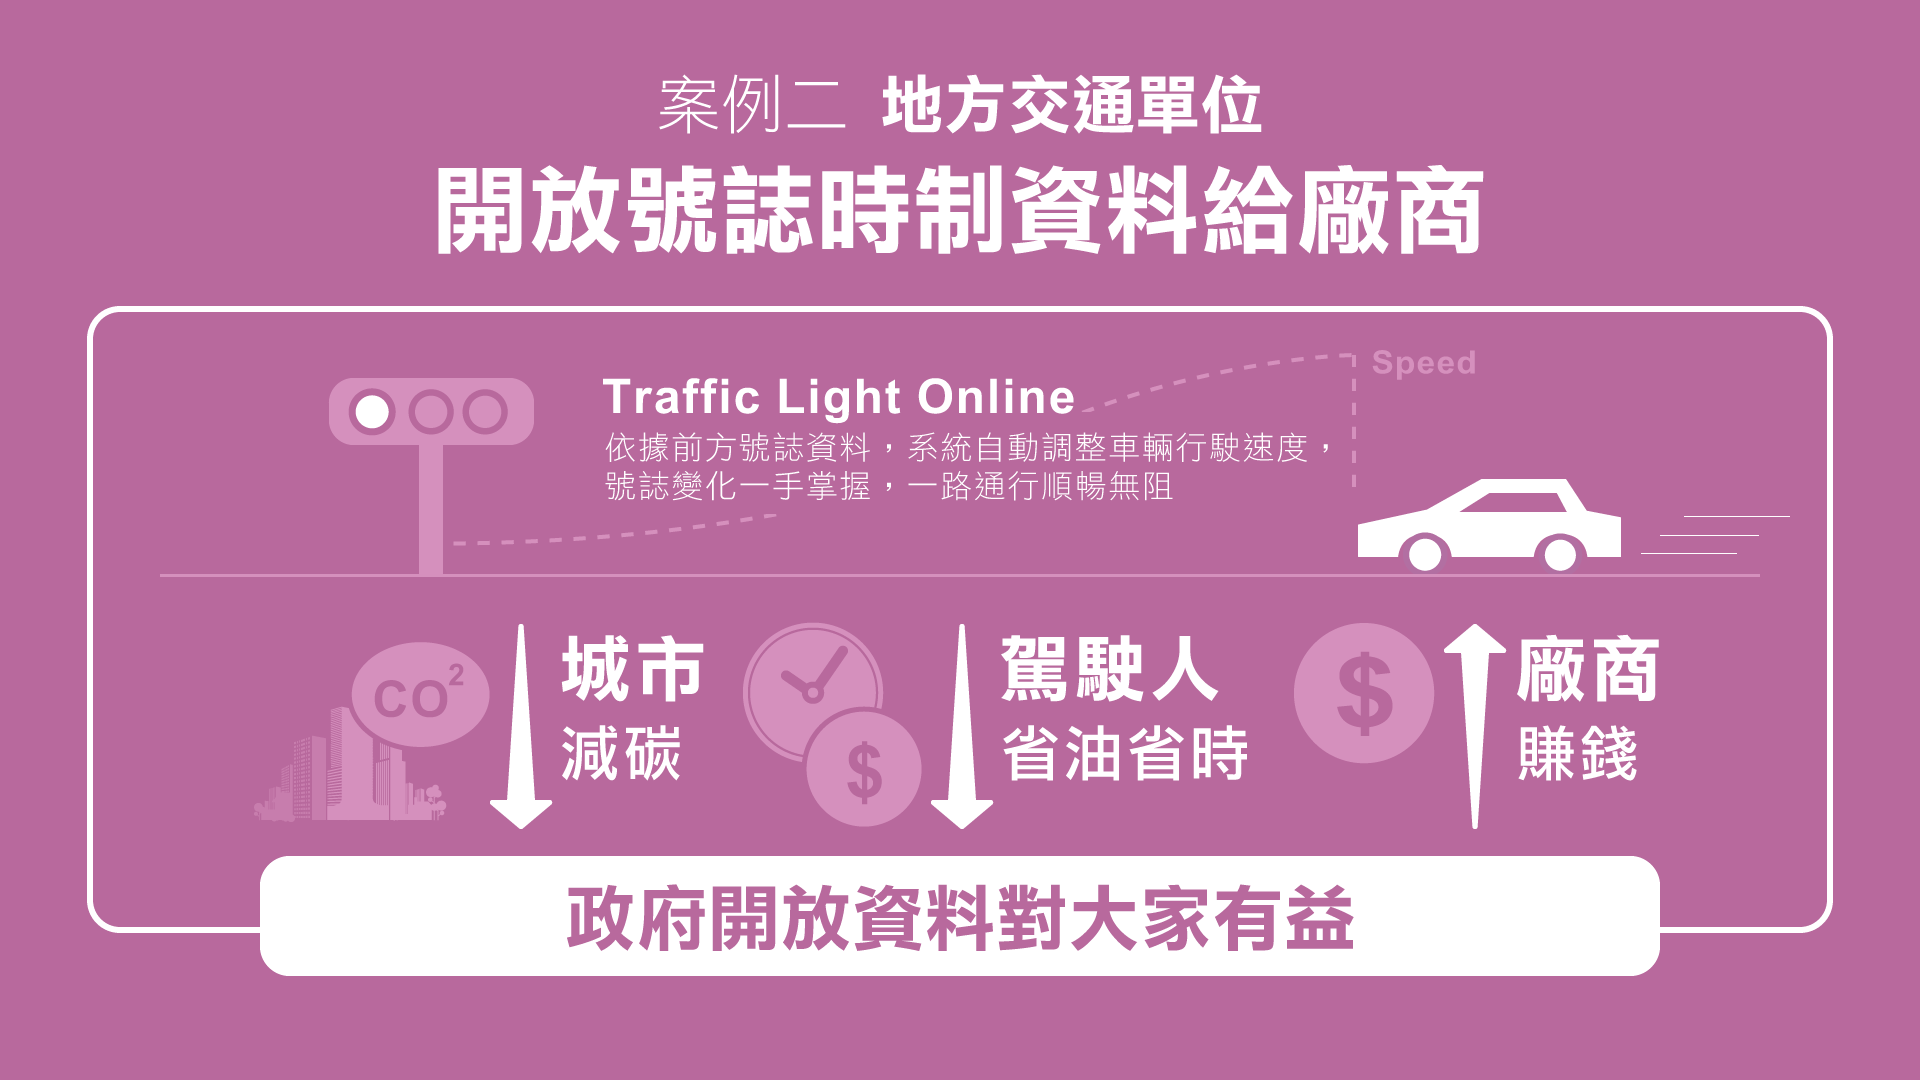 案例二 地方交通單位
開放號誌時制資料給廠商
Speed
Traffic Light Online
依據前方號誌資料，系統自動調整車輛行駛速度，
號誌變化一手掌握，一路通行順暢無阻
CO²
城市
減碳
$
駕駛人
省油省時
$
廠商
賺錢
政府開放資料對大家有益